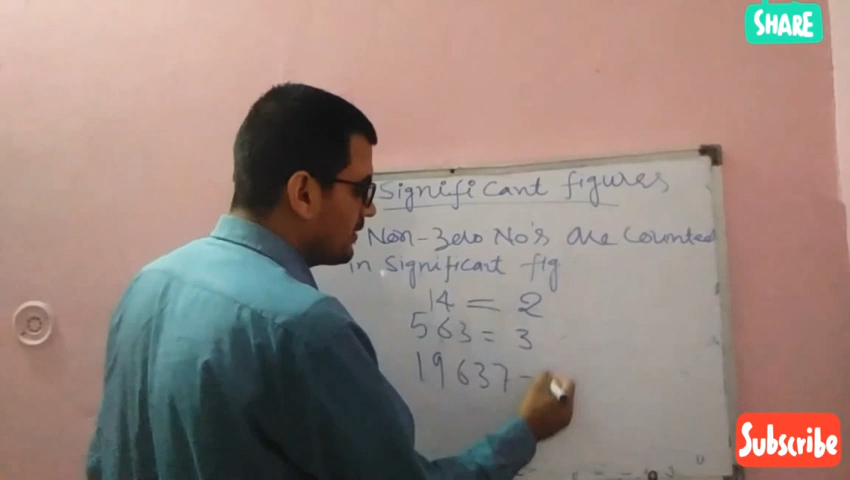 SHARE
Significant figures
Non-zero No's are counted
in significant fig
14 = 2
563 = 3
19637 -
Subscribe